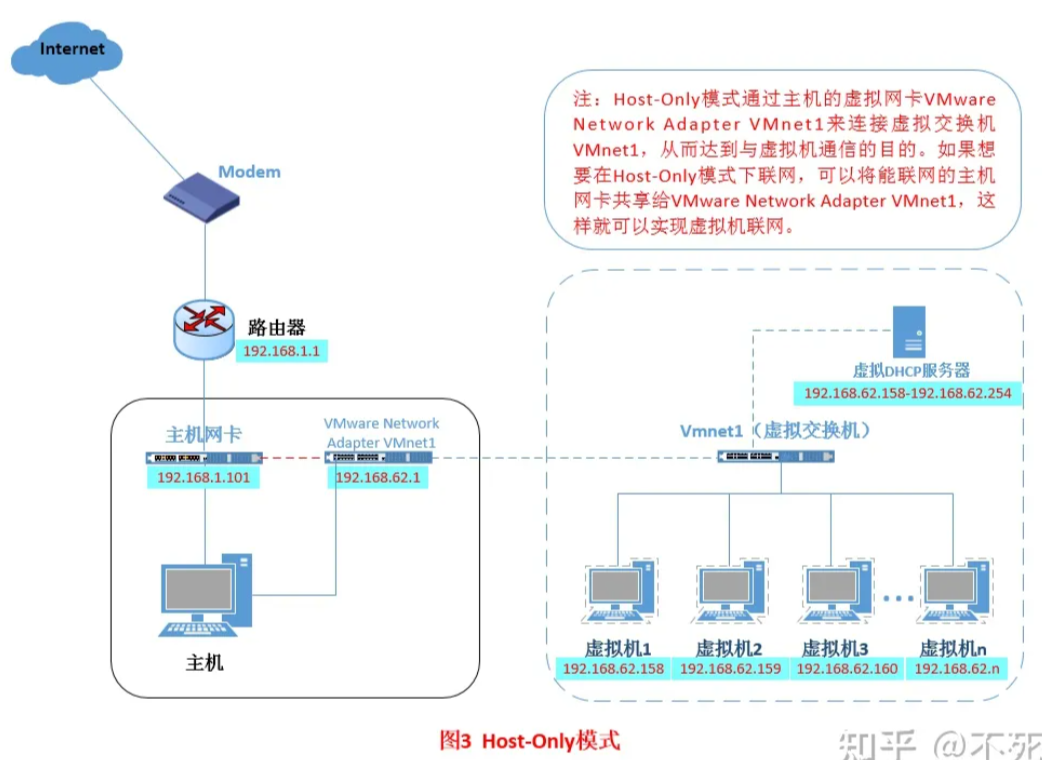 Internet
Modem
注：Host-Only模式通过主机的虚拟网卡VMware
Network Adapter VMnet1来连接虚拟交换机
VMnet1，从而达到与虚拟机通信的目的。如果想
要在Host-Only模式下联网，可以将能联网的主机
网卡共享给VMware Network Adapter VMnet1，这
样就可以实现虚拟机联网。
路由器
192.168.1.1
虚拟DHCP服务器
192.168.62.158-192.168.62.254
主机网卡
192.168.1.101
VMware Network
Adapter VMnet1
192.168.62.1
Vmnet1（虚拟交换机）
主机
虚拟机1
192.168.62.158
虚拟机2
192.168.62.159
虚拟机3
192.168.62.160
虚拟机n
192.168.62.n
图3 Host-Only模式
知乎 @不死